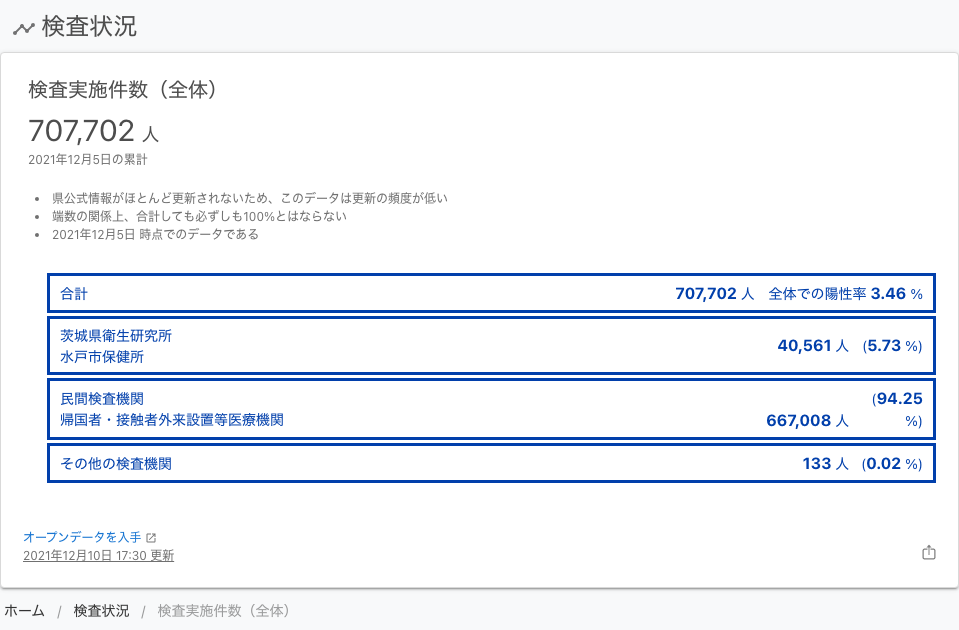 検査状況
検査実施件数（全体）
707,702 人
2021年12月5日の累計
県公式情報がほとんど更新されないため、このデータは更新の頻度が低い
端数の関係上、合計しても必ずしも100%とはならない
2021年12月5日 時点でのデータである
合計 707,702 人 全体での陽性率 3.46 %
茨城県衛生研究所
水戸市保健所
40,561 人 (5.73 %)
民間検査機関
帰国者・接触者外来設置等医療機関
667,008 人 (94.25 %)
その他の検査機関 133 人 (0.02 %)
オープンデータを入手
2021年12月10日 17:30 更新
ホーム / 検査状況 / 検査実施件数（全体）